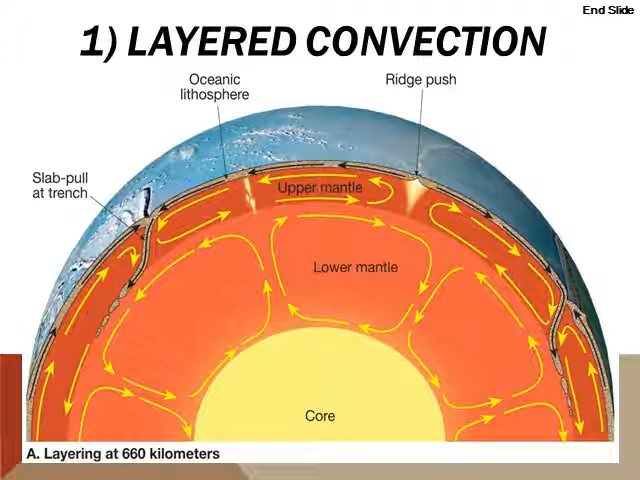 End Slide
1) LAYERED CONVECTION
Oceanic
lithosphere
Ridge push
Slab-pull
at trench
Upper mantle
Lower mantle
Core
A. Layering at 660 kilometers